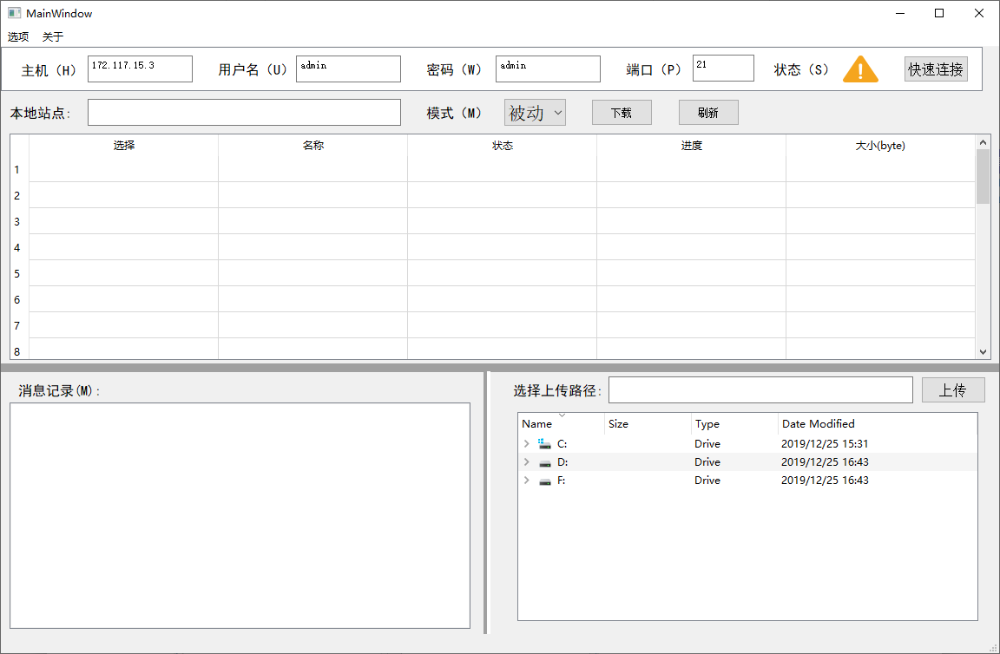 MainWindow
选项 关于
主机（H） 172.117.15.3 用户名（U） admin 密码（W） admin 端口（P） 21 状态（S） 快速连接
本地站点: 模式（M） 被动 下载 刷新
选择 名称 状态 进度 大小(byte)
1
2
3
4
5
6
7
8
消息记录(M):
选择上传路径: 上传
Name Size Type Date Modified
C: Drive 2019/12/25 15:31
D: Drive 2019/12/25 16:43
F: Drive 2019/12/25 16:43